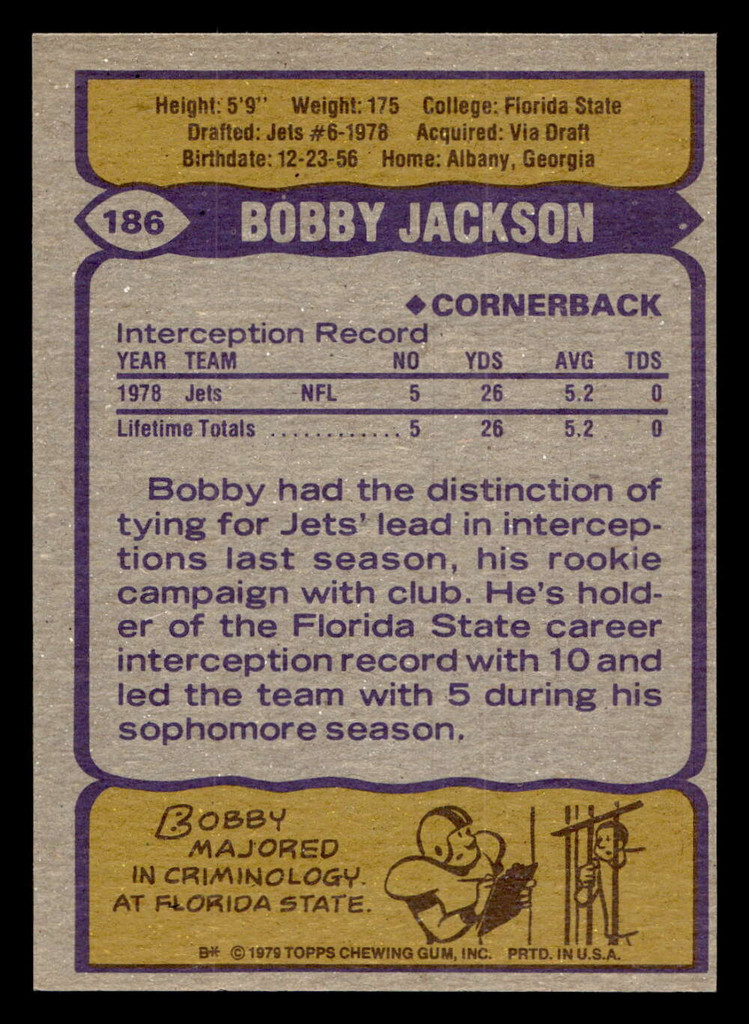 Height: 5'9" Weight: 175 College: Florida State
Drafted: Jets #6-1978 Acquired: Via Draft
Birthdate: 12-23-56 Home: Albany, Georgia
186 BOBBY JACKSON
◆CORNERBACK
Interception Record
YEAR TEAM NO YDS AVG TDS
1978 Jets NFL 5 26 5.2 0
Lifetime Totals ............ 5 26 5.2 0
Bobby had the distinction of
tying for Jets' lead in intercep-
tions last season, his rookie
campaign with club. He's hold-
er of the Florida State career
interception record with 10 and
led the team with 5 during his
sophomore season.
BOBBY
MAJORED
IN CRIMINOLOGY.
AT FLORIDA STATE.
B* © 1979 TOPPS CHEWING GUM, INC. PRTD. IN U.S.A.